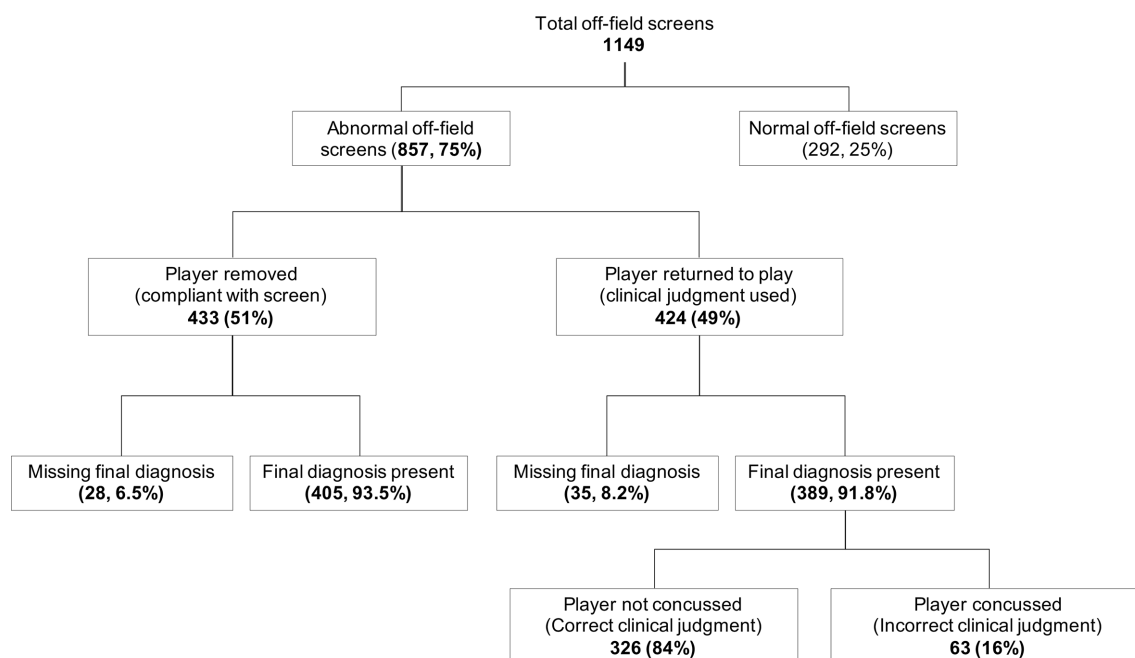 Total off-field screens
1149
Abnormal off-field
screens (857, 75%)
Normal off-field screens
(292, 25%)
Player removed
(compliant with screen)
433 (51%)
Player returned to play
(clinical judgment used)
424 (49%)
Missing final diagnosis
(28, 6.5%)
Final diagnosis present
(405, 93.5%)
Missing final diagnosis
(35, 8.2%)
Final diagnosis present
(389, 91.8%)
Player not concussed
(Correct clinical judgment)
326 (84%)
Player concussed
(Incorrect clinical judgment)
63 (16%)